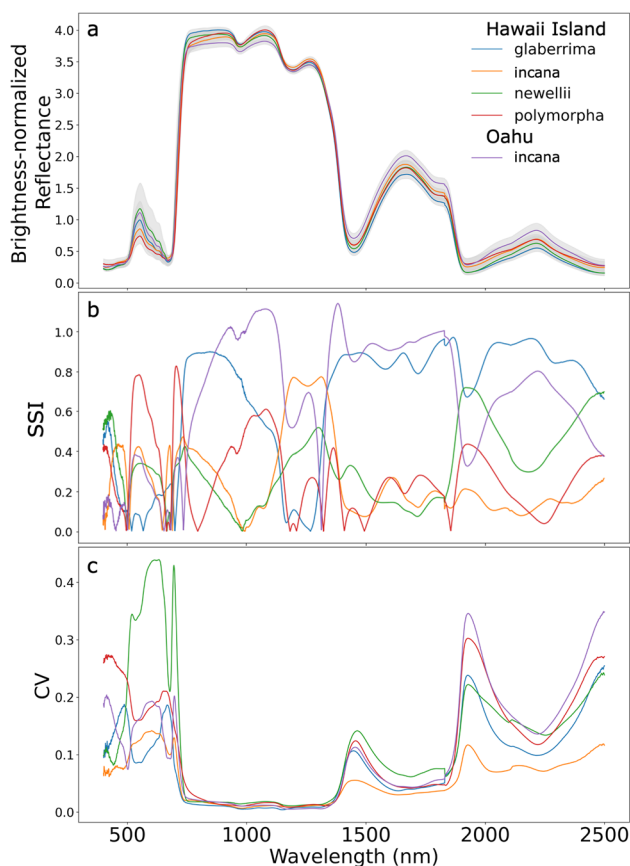 a
Hawaii Island
glaberrima
incana
newellii
polymorpha
Oahu
incana
Brightness-normalized
Reflectance
4.0
3.5
3.0
2.5
2.0
1.5
1.0
0.5
0.0
b
SSI
1.0
0.8
0.6
0.4
0.2
0.0
c
CV
0.4
0.3
0.2
0.1
0.0
500
1000
1500
2000
2500
Wavelength (nm)